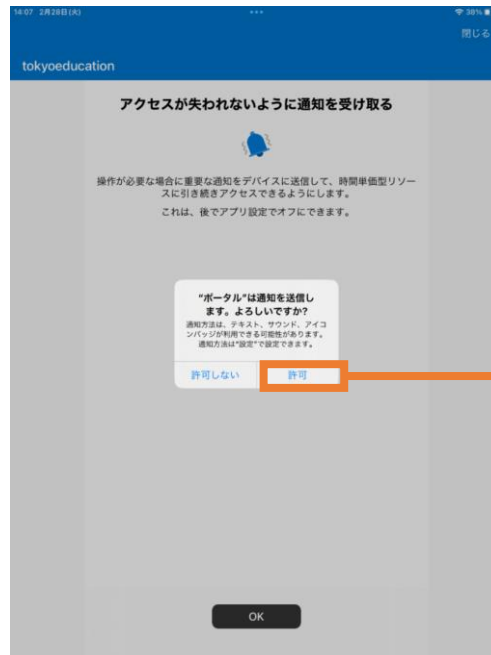 14:07 2月28日(火)
38%
閉じる
tokyoeducation
アクセスが失われないように通知を受け取る
操作が必要な場合に重要な通知をデバイスに送信して、時間単価型リソー
スに引き続きアクセスできるようにします。
これは、後でアプリ設定でオフにできます。
"ポータル"は通知を送信し
ます。よろしいですか?
通知方法は、テキスト、サウンド、アイコ
ンバッジが利用できる可能性があります。
通知方法は"設定"で設定できます。
許可しない
許可
OK